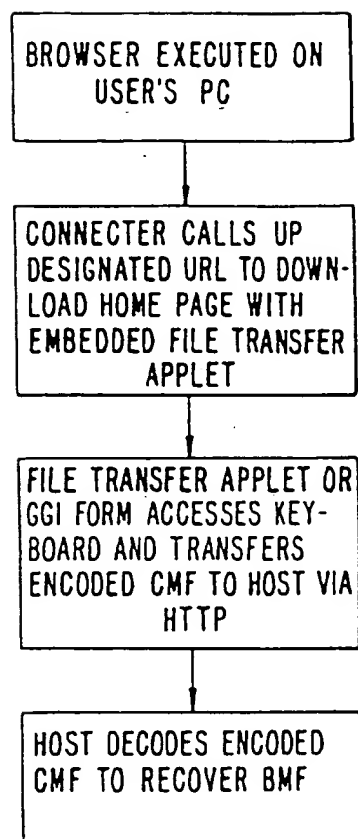 BROWSER EXECUTED ON
USER'S PC
CONNECTER CALLS UP
DESIGNATED URL TO DOWN-
LOAD HOME PAGE WITH
EMBEDDED FILE TRANSFER
APPLET
FILE TRANSFER APPLET OR
GGI FORM ACCESSES KEY-
BOARD AND TRANSFERS
ENCODED CMF TO HOST VIA
HTTP
HOST DECODES ENCODED
CMF TO RECOVER BMF